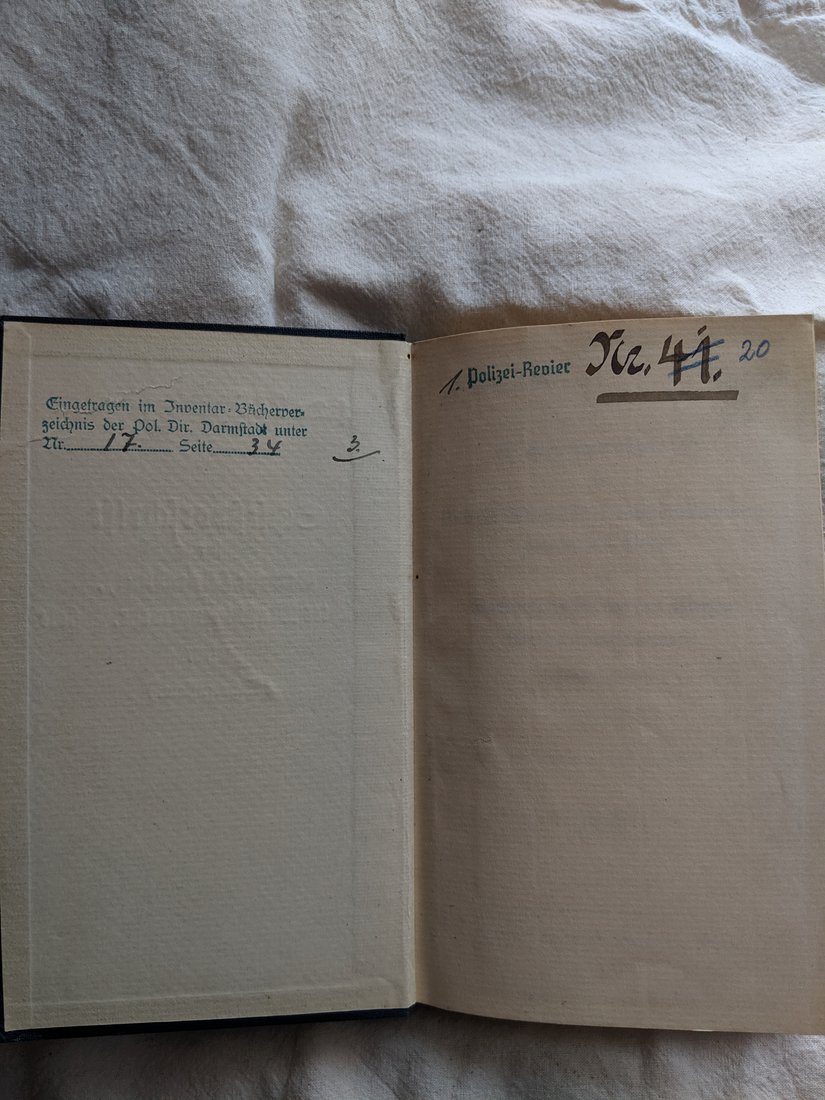 Eingetragen im Inventar-Bücherver-
zeichnis der Pol. Dir. Darmstadt unter
Nr. 17. Seite 34 3.
1. Polizei-Revier Nr. 41. 20